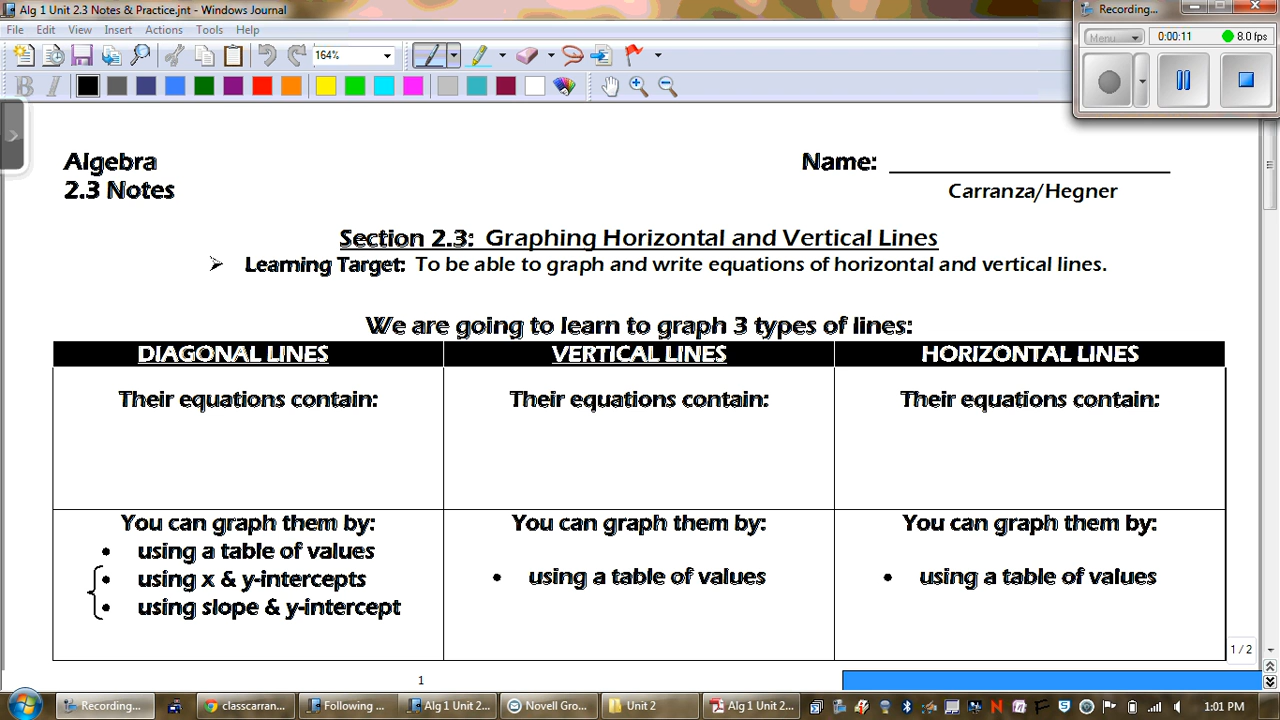 Alg 1 Unit 2.3 Notes & Practice.jnt - Windows Journal
Recording...
File Edit View Insert Actions Tools Help
Menu 0:00:11 8.0 fps
164%
B I
Algebra
Name: ____________________
2.3 Notes
Carranza/Hegner
Section 2.3: Graphing Horizontal and Vertical Lines
➢ Learning Target: To be able to graph and write equations of horizontal and vertical lines.
We are going to learn to graph 3 types of lines:
DIAGONAL LINES VERTICAL LINES HORIZONTAL LINES
Their equations contain: Their equations contain: Their equations contain:
You can graph them by: You can graph them by: You can graph them by:
• using a table of values
• using x & y-intercepts
• using slope & y-intercept
• using a table of values
• using a table of values
1 / 2
1
Recording... classcarran... Following ... Alg 1 Unit 2... Novell Gro... Unit 2 Alg 1 Unit 2... 1:01 PM